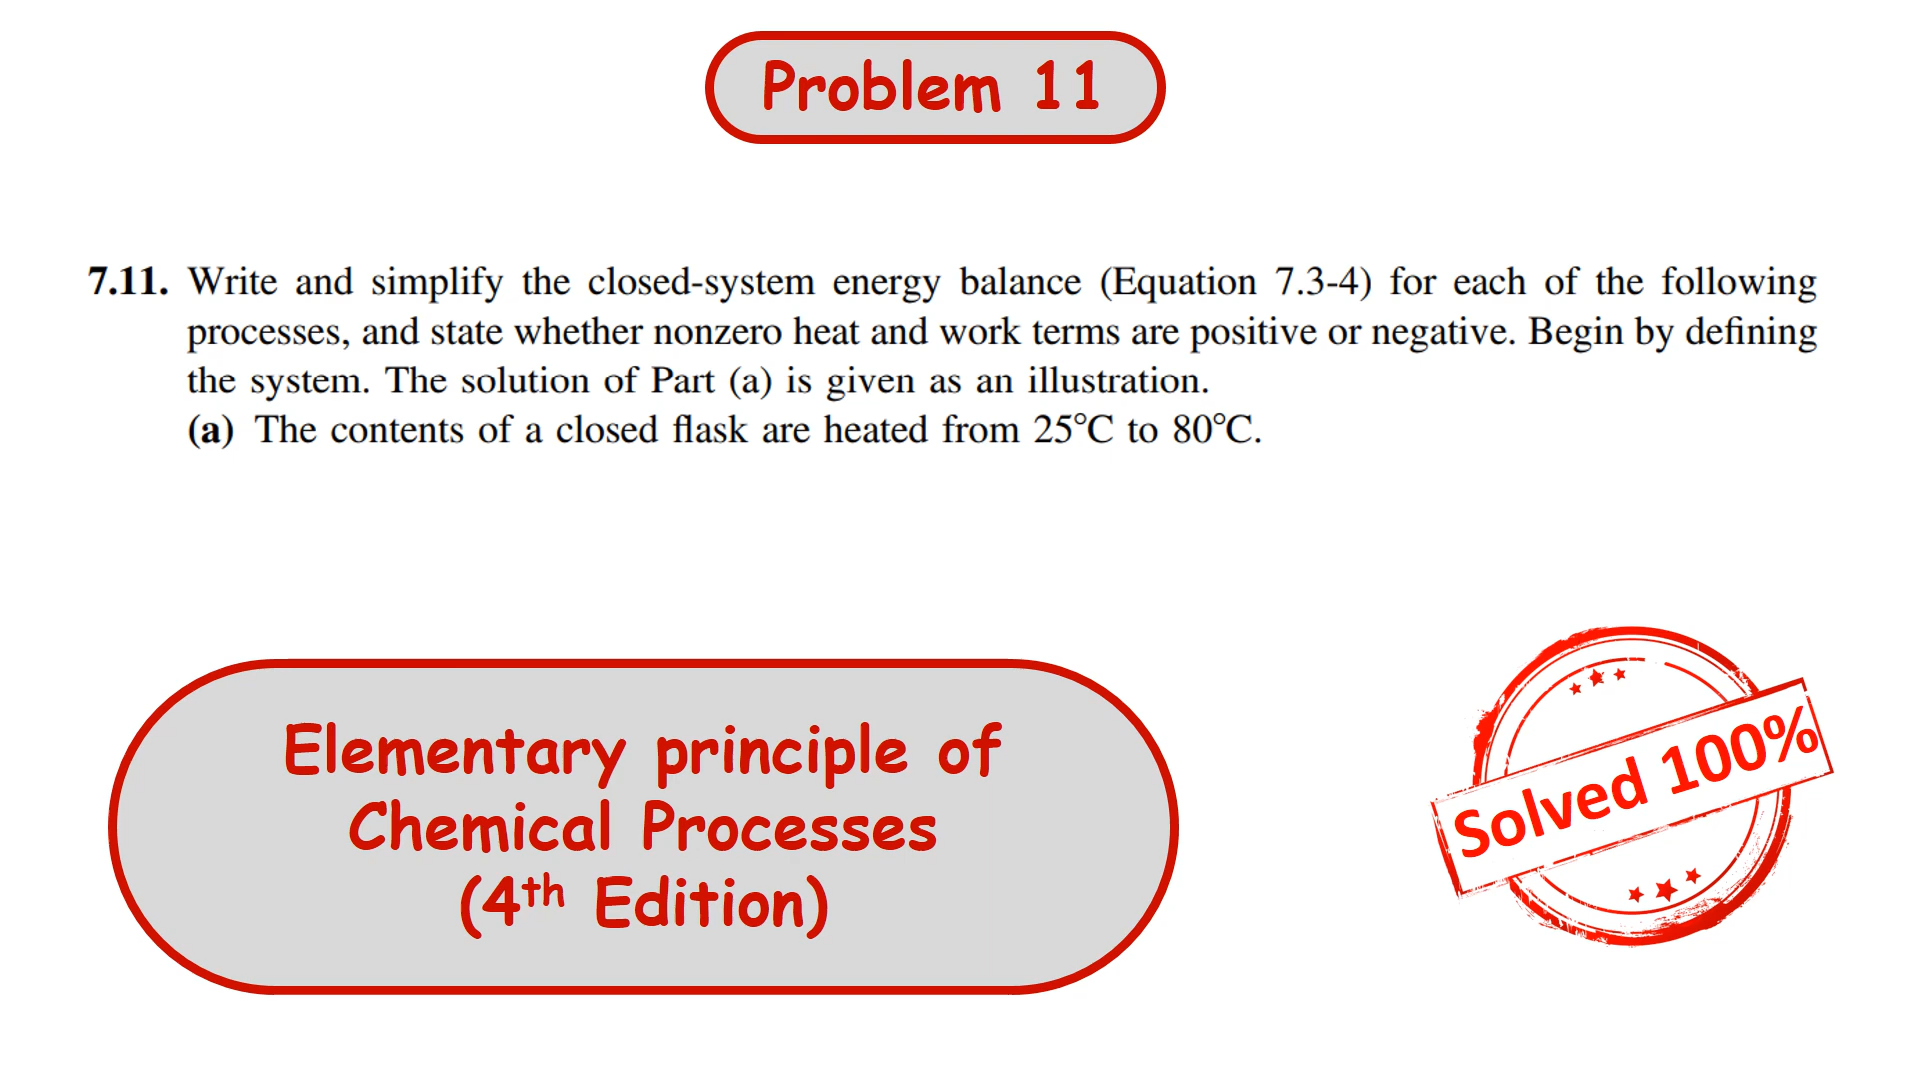 Problem 11
7.11. Write and simplify the closed-system energy balance (Equation 7.3-4) for each of the following
processes, and state whether nonzero heat and work terms are positive or negative. Begin by defining
the system. The solution of Part (a) is given as an illustration.
(a) The contents of a closed flask are heated from 25°C to 80°C.
Elementary principle of
Chemical Processes
(4th Edition)
Solved 100%